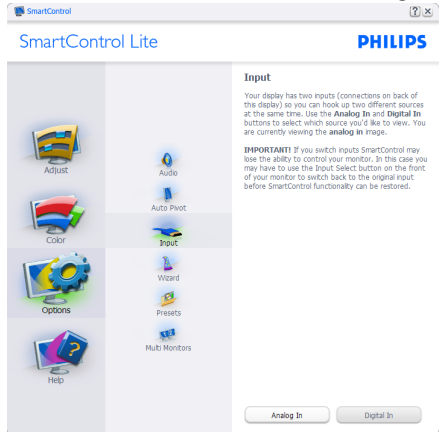 SmartControl
SmartControl Lite
PHILIPS
Adjust
Color
Options
Help
Audio
Auto Pivot
Input
Wizard
Presets
Multi Monitors
Input
Your display has two inputs (connections on back of
this display) so you can hook up two different sources
at the same time. Use the Analog In and Digital In
buttons to select which source you'd like to view. You
are currently viewing the analog in image.
IMPORTANT! If you switch inputs SmartControl may
lose the ability to control your monitor. In this case you
may have to use the Input Select button on the front
of your monitor to switch back to the original input
before SmartControl functionality can be restored.
Analog In
Digital In